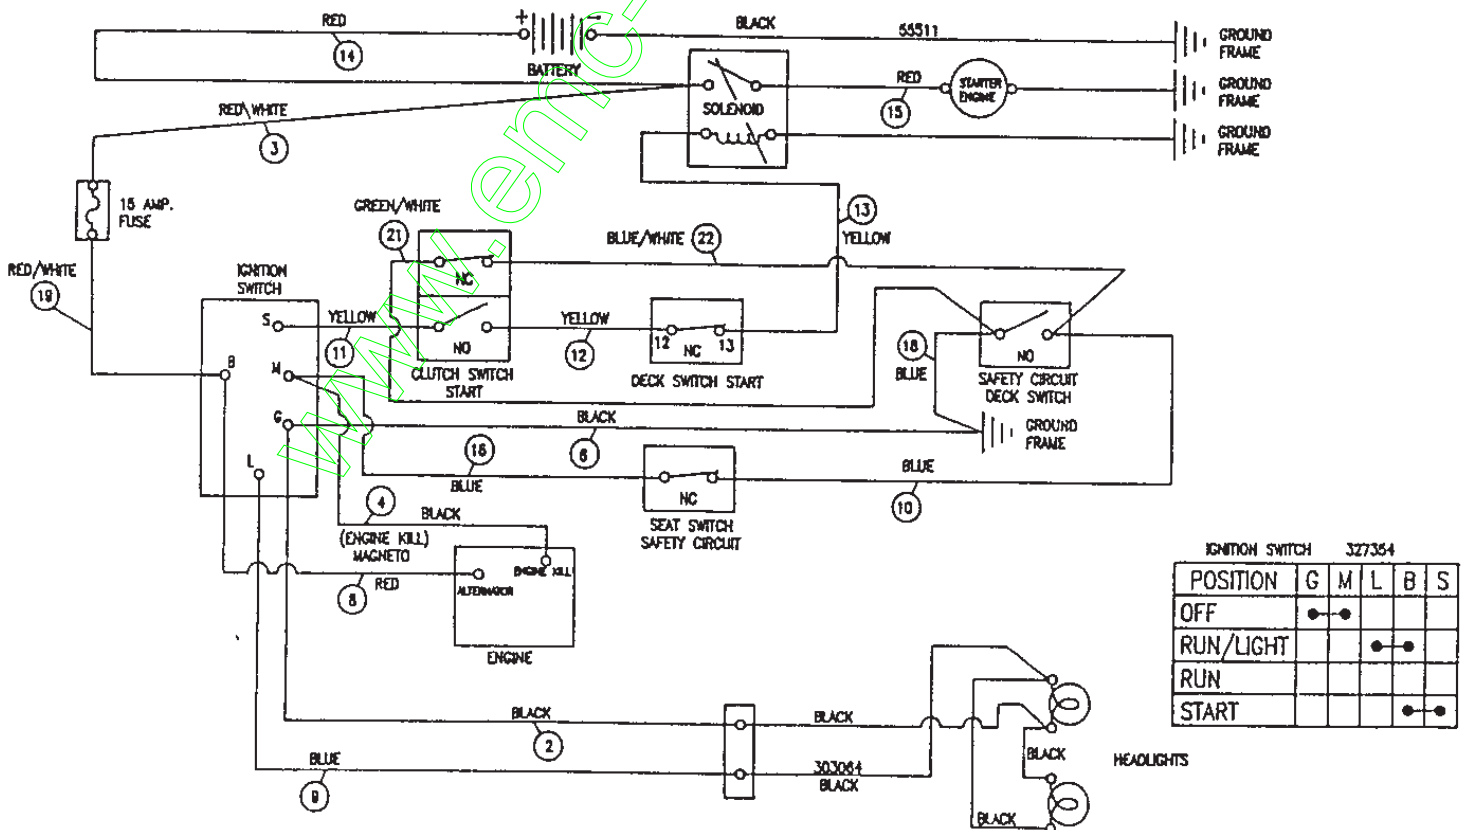 RED
14
+
-
BATTERY
BLACK
55511
GROUND
FRAME
RED\WHITE
3
SOLENOID
RED
15
STARTER
ENGINE
GROUND
FRAME
GROUND
FRAME
15 AMP.
FUSE
GREEN/WHITE
21
BLUE/WHITE 22
13
YELLOW
RED/WHITE
19
IGNITION
SWITCH
NC
S
YELLOW
11
NO
YELLOW
12
12 NC 13
18
BLUE
NO
B
M
CLUTCH SWITCH
START
DECK SWITCH START
SAFETY CIRCUIT
DECK SWITCH
G
BLACK
6
GROUND
FRAME
L
16
BLUE
NC
BLUE
10
4
BLACK
(ENGINE KILL)
MAGNETO
SEAT SWITCH
SAFETY CIRCUIT
8
RED
ENGINE KILL
ALTERNATOR
ENGINE
IGNITION SWITCH 327354
POSITION G M L B S
OFF
RUN/LIGHT
RUN
START
BLACK
2
BLACK
BLUE
9
303064
BLACK
BLACK
HEADLIGHTS
BLACK
www.emc-